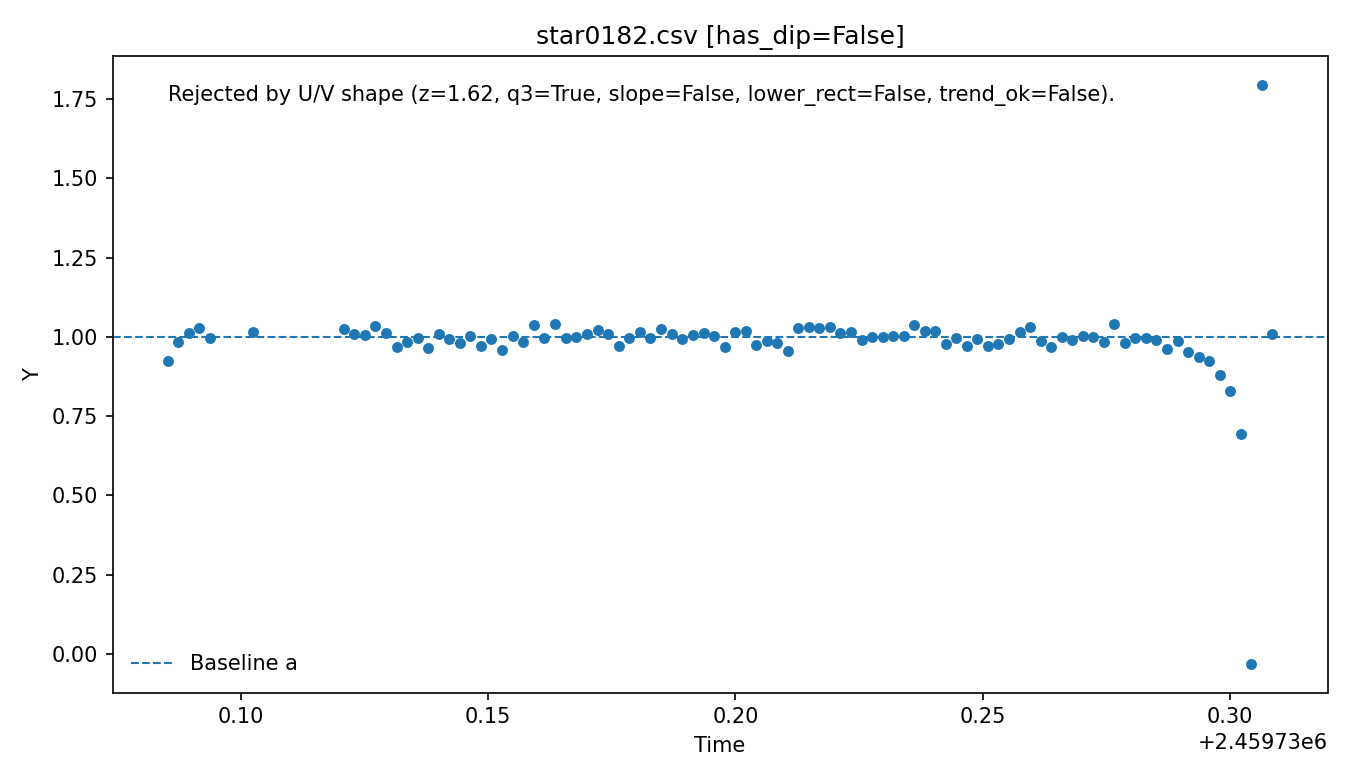 star0182.csv [has_dip=False]
Rejected by U/V shape (z=1.62, q3=True, slope=False, lower_rect=False, trend_ok=False).
1.75
1.50
1.25
1.00
0.75
0.50
0.25
0.00
Y
Baseline a
0.10 0.15 0.20 0.25 0.30
Time
+2.45973e6